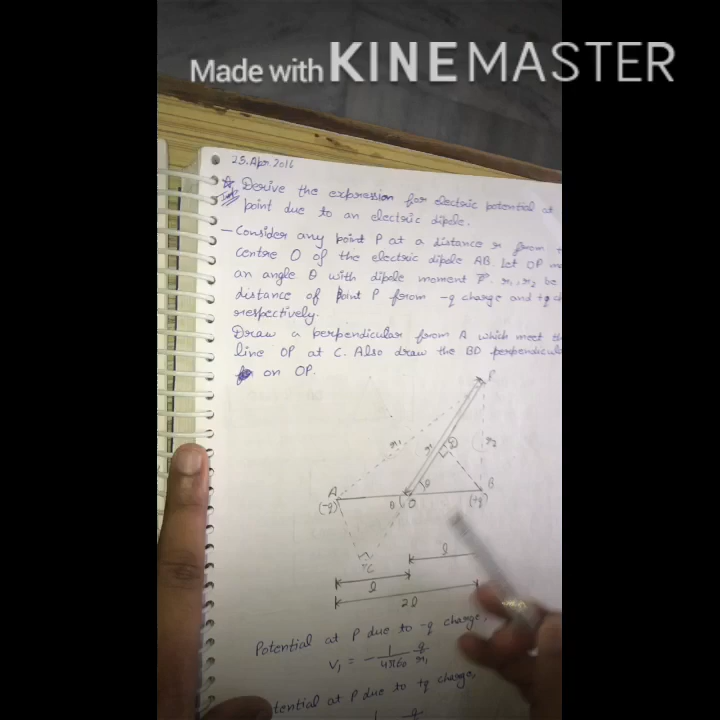 Made with KINEMASTER
25.Apr.2016
Derive the expression for electric potential at
point due to an electric dipole.
- Consider any point P at a distance r from
centre O of the electric dipole AB. Let OP
an angle θ with dipole moment P. r1, r2 be
distance of point P from -q charge and +q
respectively.
Draw a perpendicular from A which meet
line OP at C. Also draw the BD perpendicular
on OP.
P
r1
r
D
r2
A
B
(-q)
θ
O
θ
(+q)
C
l
l
2l
Potential at P due to -q charge,
V1 = - 1/4πε0 q/r1
tential at P due to +q charge,